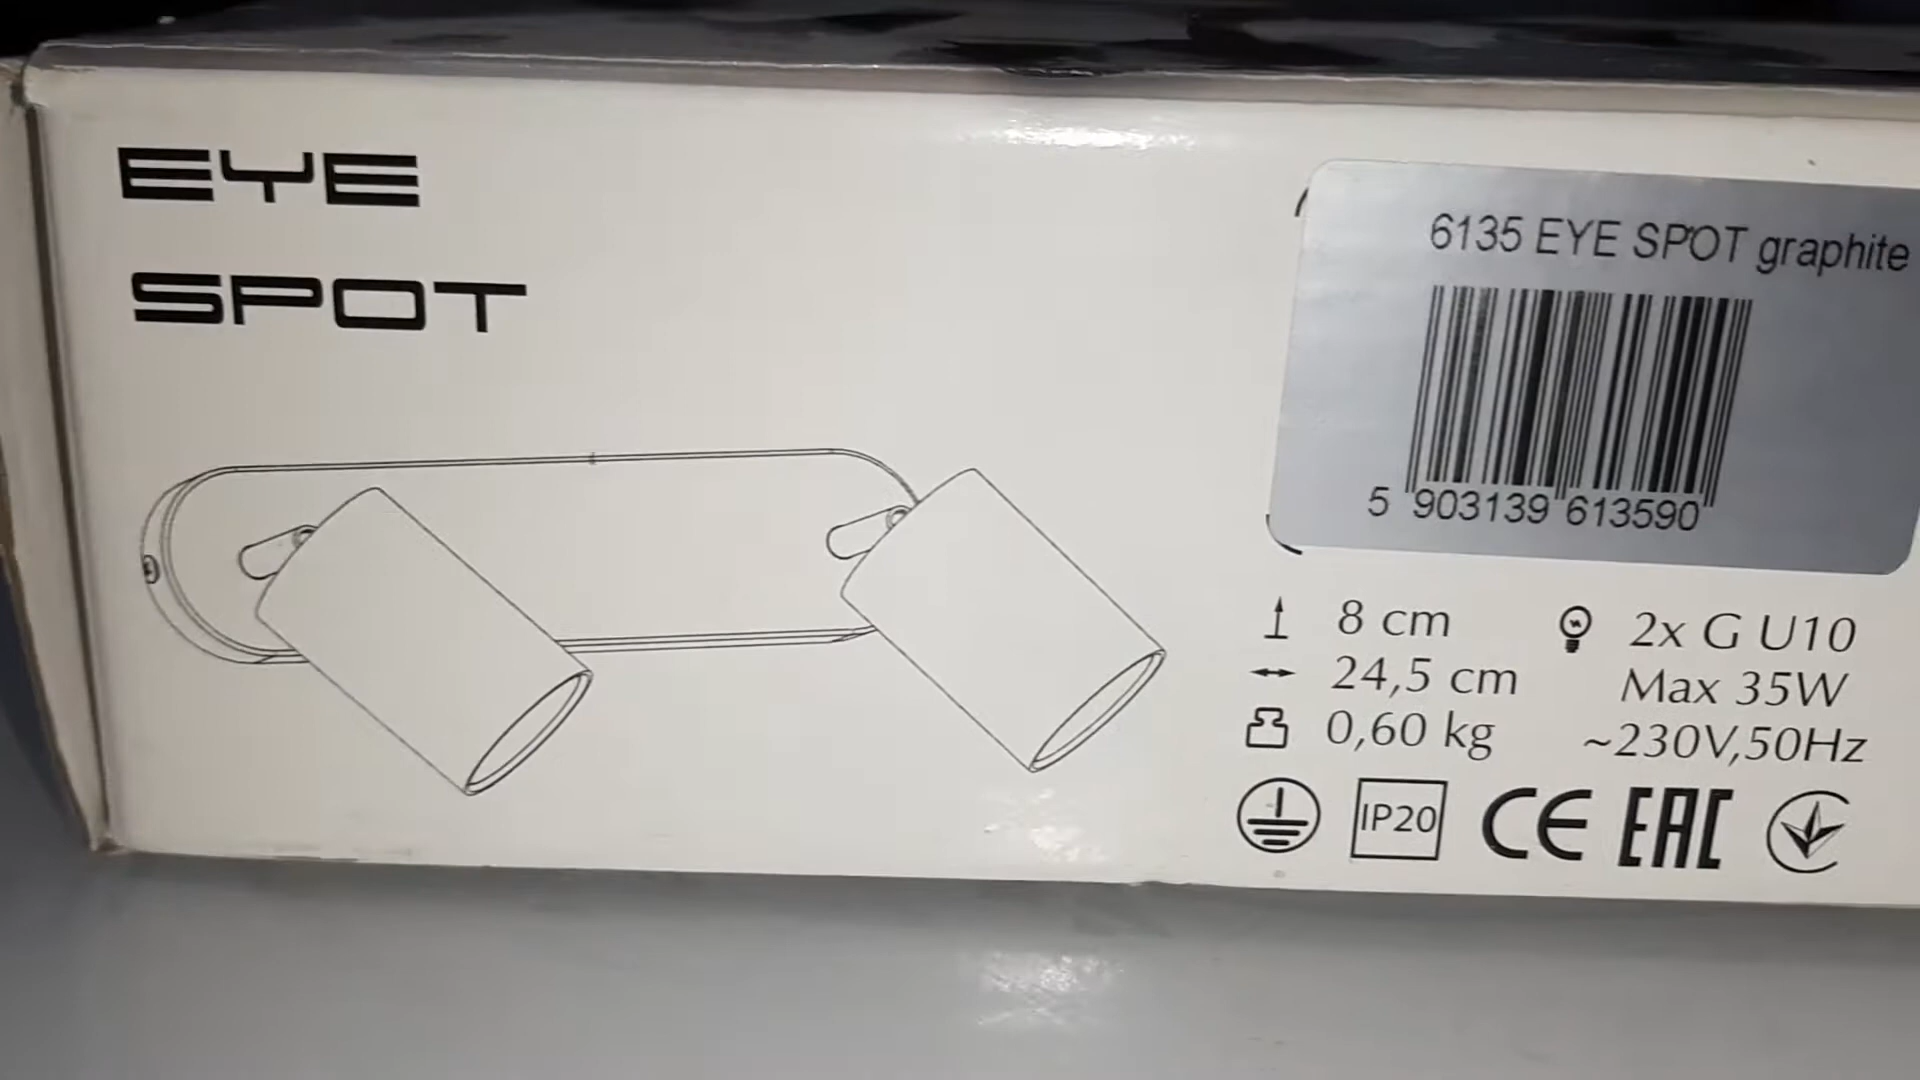 EYE
SPOT
6135 EYE SPOT graphite
5 903139 613590
8 cm
24,5 cm
0,60 kg
2x G U10
Max 35W
~230V,50Hz
IP20
CE
EAC